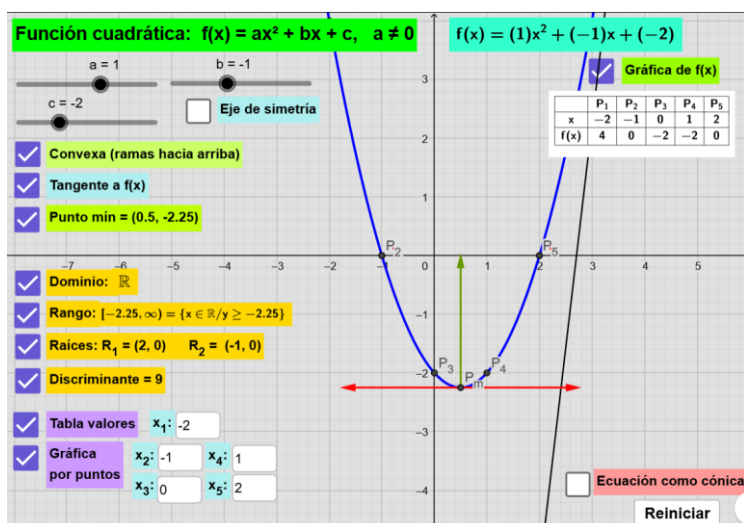 Función cuadrática: f(x) = ax² + bx + c, a ≠ 0
f(x) = (1)x² + (−1)x + (−2)
a = 1
b = -1
c = -2
Eje de simetría
Gráfica de f(x)
P₁ P₂ P₃ P₄ P₅
x −2 −1 0 1 2
f(x) 4 0 −2 −2 0
Convexa (ramas hacia arriba)
Tangente a f(x)
Punto mín = (0.5, -2.25)
Dominio: ℝ
Rango: [−2.25, ∞) = {x ∈ ℝ/y ≥ −2.25}
Raíces: R₁ = (2, 0) R₂ = (-1, 0)
Discriminante = 9
Tabla valores x₁: -2
Gráfica por puntos
x₂: -1 x₄: 1
x₃: 0 x₅: 2
4
3
2
1
−1
−2
−3
−4
−7 −6 −5 −4 −3 −2 −1 0 1 2 3 4 5
P₂
P₅
P₃
P₄
Pm
Ecuación como cónica
Reiniciar